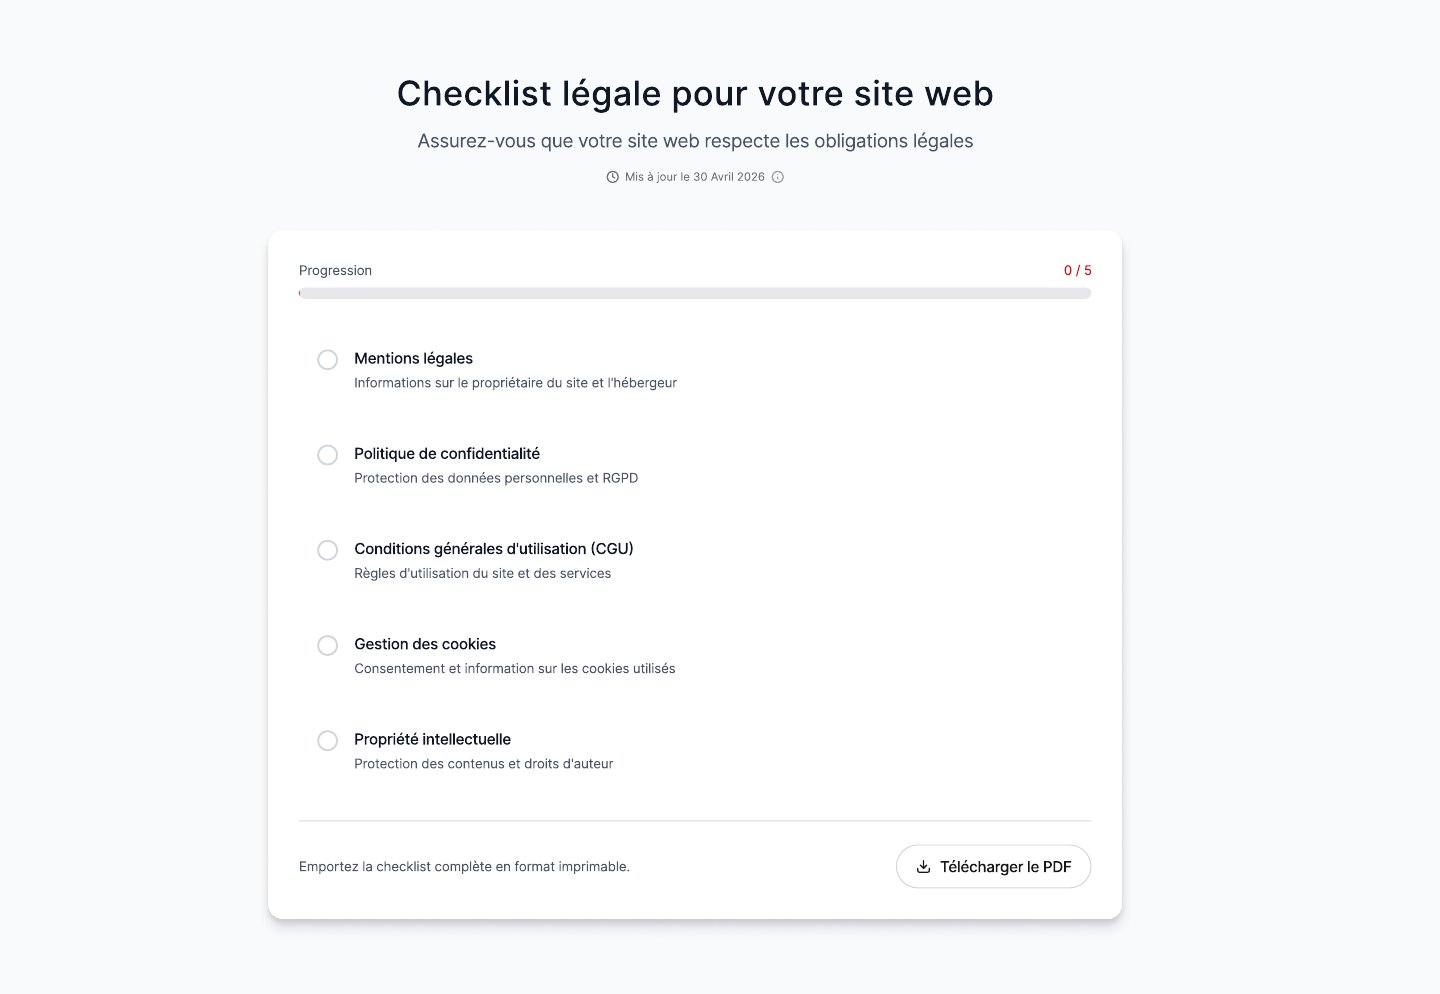 Checklist légale pour votre site web
Assurez-vous que votre site web respecte les obligations légales
Mis à jour le 30 Avril 2026
Progression
0 / 5
Mentions légales
Informations sur le propriétaire du site et l'hébergeur
Politique de confidentialité
Protection des données personnelles et RGPD
Conditions générales d'utilisation (CGU)
Règles d'utilisation du site et des services
Gestion des cookies
Consentement et information sur les cookies utilisés
Propriété intellectuelle
Protection des contenus et droits d'auteur
Emportez la checklist complète en format imprimable.
Télécharger le PDF